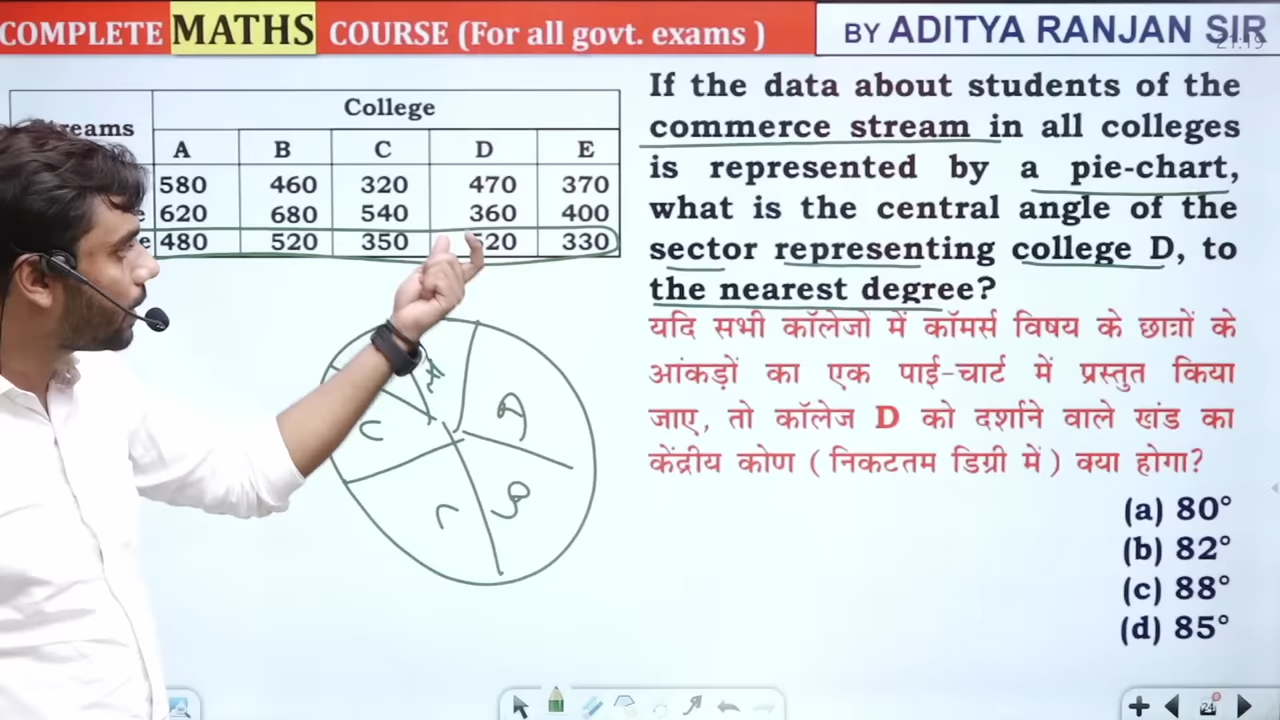 COMPLETE MATHS COURSE (For all govt. exams )
BY ADITYA RANJAN SIR
21:19
College
A B C D E
580 460 320 470 370
620 680 540 360 400
480 520 350 330
If the data about students of the
commerce stream in all colleges
is represented by a pie-chart,
what is the central angle of the
sector representing college D, to
the nearest degree?
यदि सभी कॉलेजो में कॉमर्स विषय के छात्रों के
आंकड़ों का एक पाई-चार्ट में प्रस्तुत किया
जाए, तो कॉलेज D को दर्शाने वाले खंड का
केंद्रीय कोण ( निकटतम डिग्री में ) क्या होगा?
D
C
B
(a) 80°
(b) 82°
(c) 88°
(d) 85°